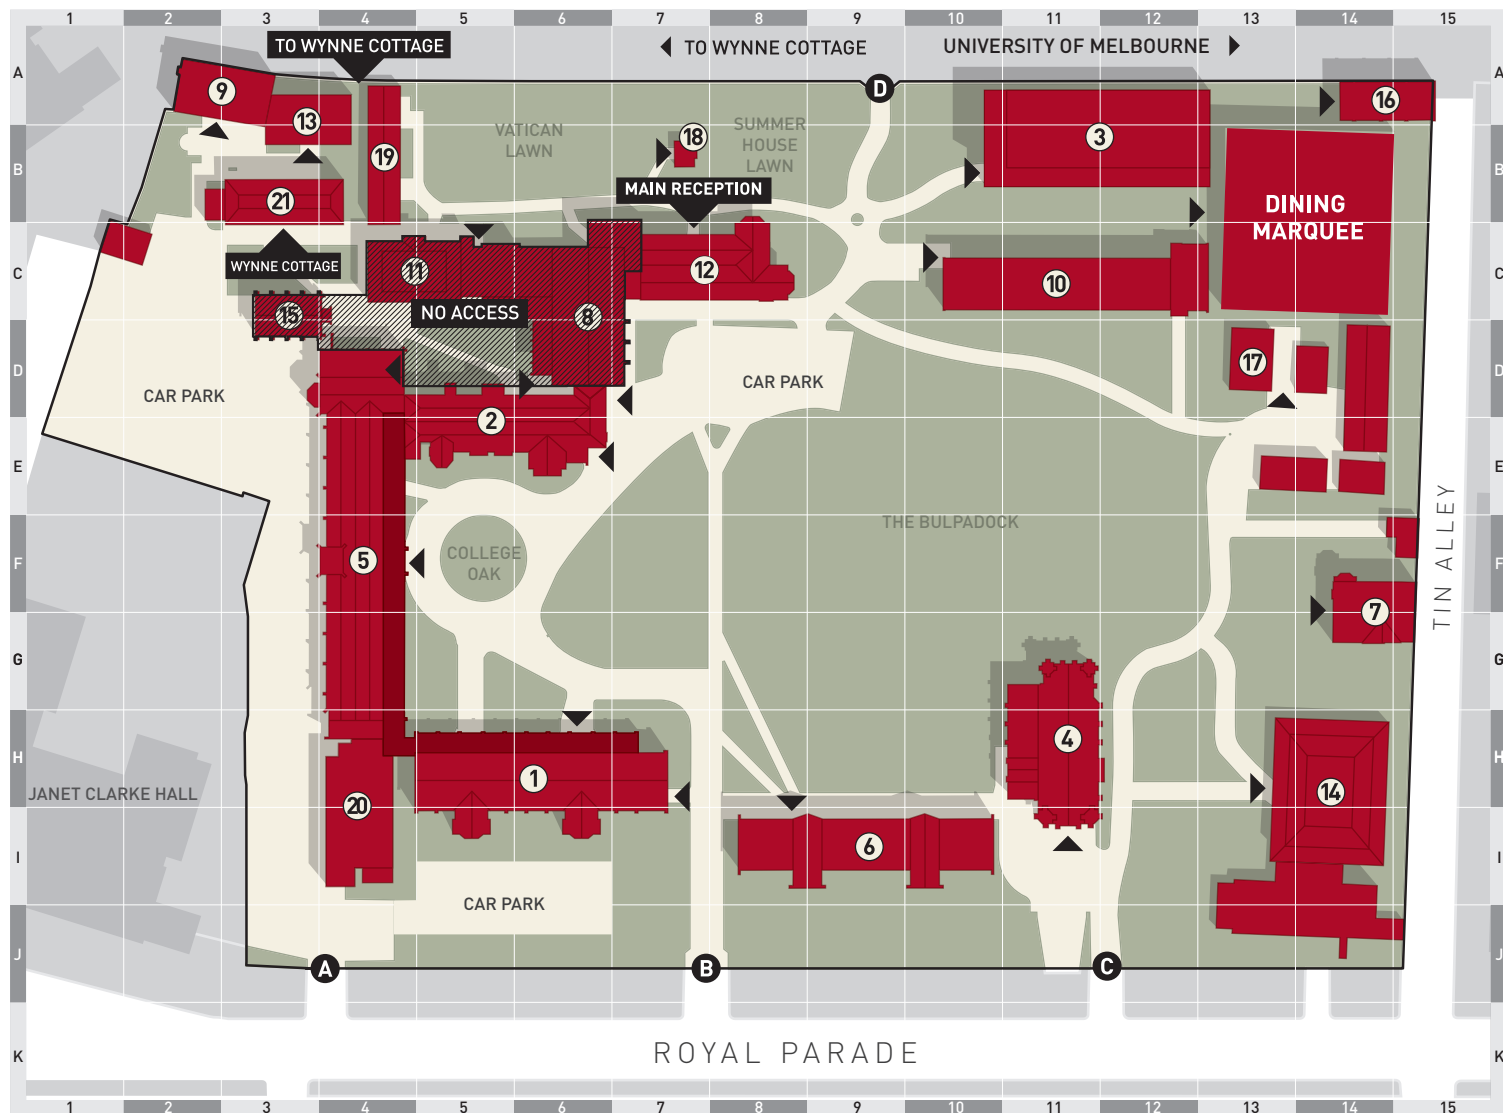 1 2 3 4 5 6 7 8 9 10 11 12 13 14 15
TO WYNNE COTTAGE
TO WYNNE COTTAGE
UNIVERSITY OF MELBOURNE
A
A
D
9
13
16
3
VATICAN
LAWN
SUMMER
HOUSE
LAWN
18
19
B
B
MAIN RECEPTION
21
DINING
MARQUEE
WYNNE COTTAGE
C
C
11
12
10
NO ACCESS
15
8
17
D
D
CAR PARK
CAR PARK
2
E
E
THE BULPADOCK
TIN ALLEY
COLLEGE
OAK
5
F
F
7
G
G
4
H
H
1
JANET CLARKE HALL
14
20
6
I
I
CAR PARK
J
J
A
B
C
ROYAL PARADE
K
K
1 2 3 4 5 6 7 8 9 10 11 12 13 14 15